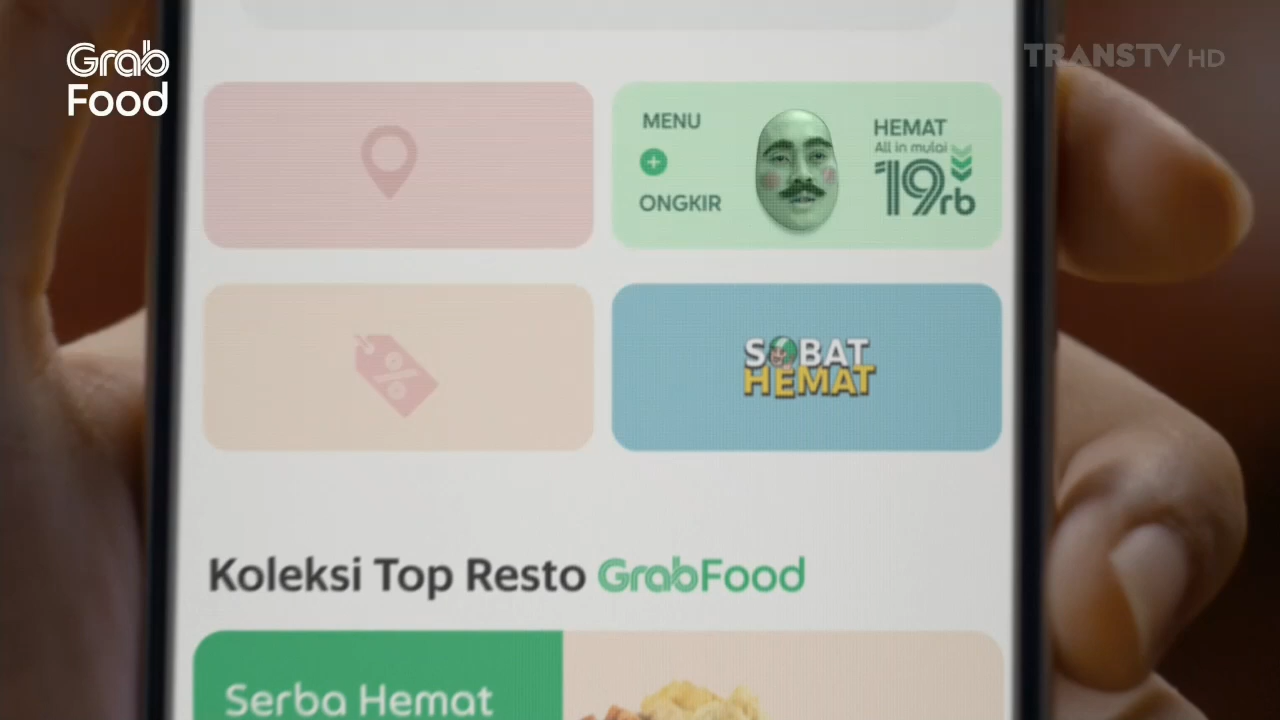 Grab
Food
TRANSTV HD
MENU
+
ONGKIR
HEMAT
All in mulai
19rb
SOBAT
HEMAT
Koleksi Top Resto GrabFood
Serba Hemat